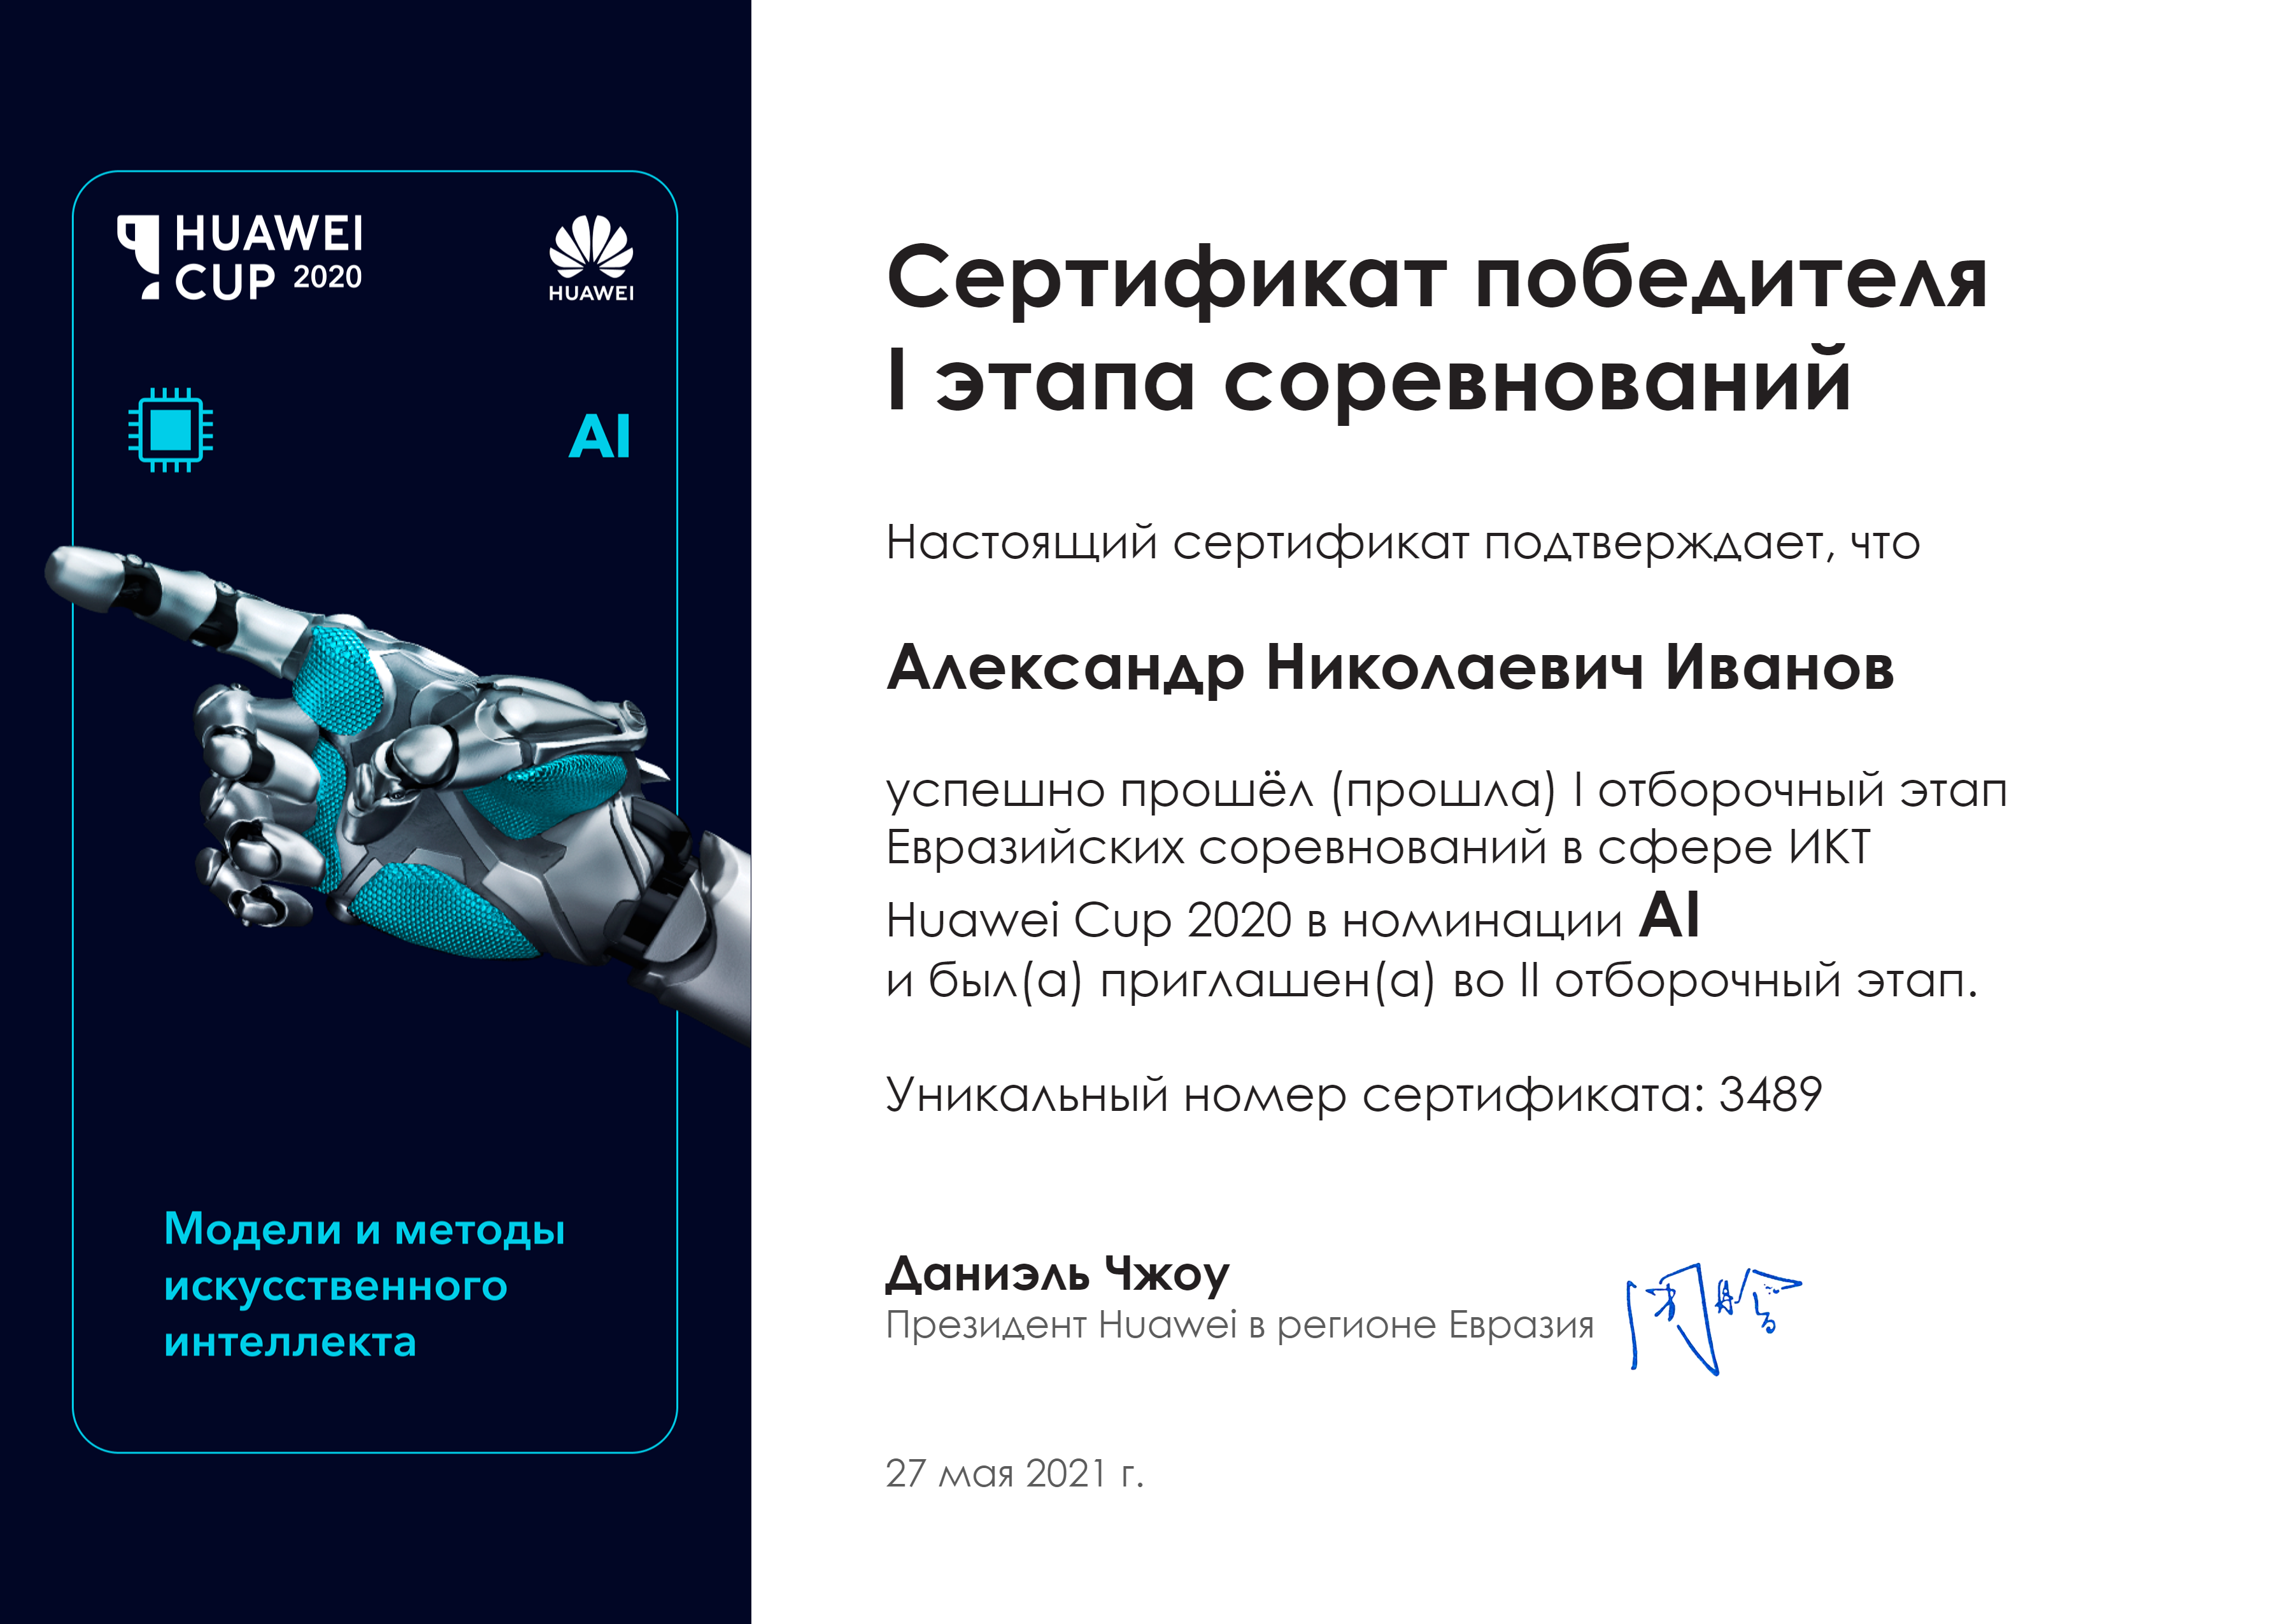 HUAWEI
CUP 2020
HUAWEI
AI
Модели и методы
искусственного
интеллекта
Сертификат победителя
I этапа соревнований
Настоящий сертификат подтверждает, что
Александр Николаевич Иванов
успешно прошёл (прошла) I отборочный этап
Евразийских соревнований в сфере ИКТ
Huawei Cup 2020 в номинации AI
и был(а) приглашен(а) во II отборочный этап.
Уникальный номер сертификата: 3489
Даниэль Чжоу
Президент Huawei в регионе Евразия
27 мая 2021 г.